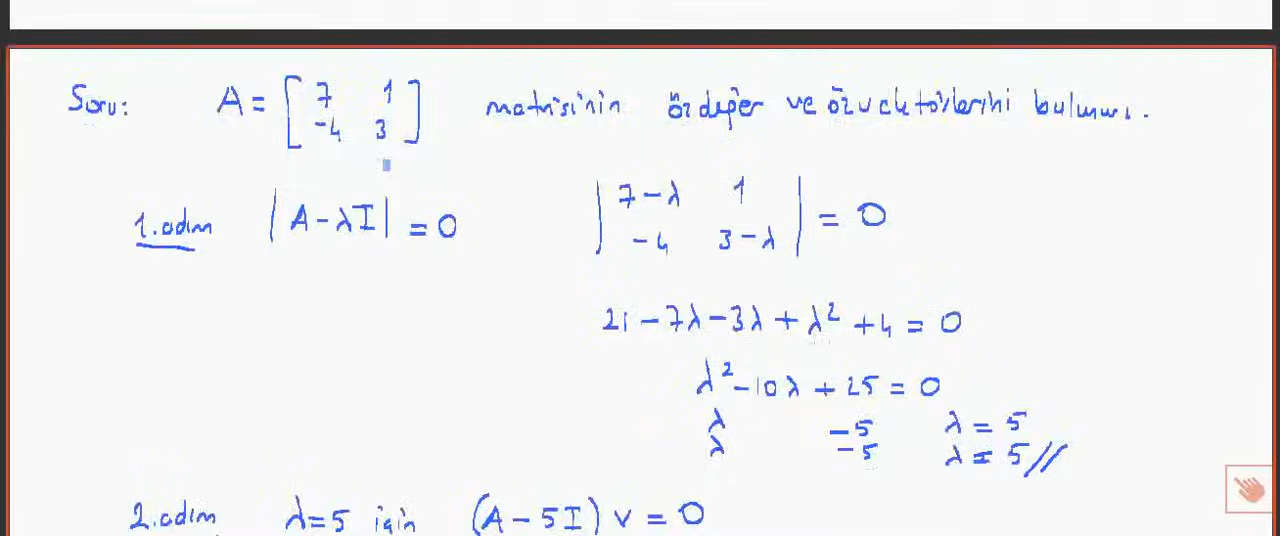 Soru: A = [ 7 1 ; -4 3 ] matrisinin özdeğer ve özvektörlerini bulunuz.
1.adım |A-λI| = 0 | 7-λ 1 ; -4 3-λ | = 0
21 - 7λ - 3λ + λ² + 4 = 0
λ² - 10λ + 25 = 0
λ -5 λ = 5
λ -5 λ = 5 //
2.adım λ=5 için (A - 5I) v = 0